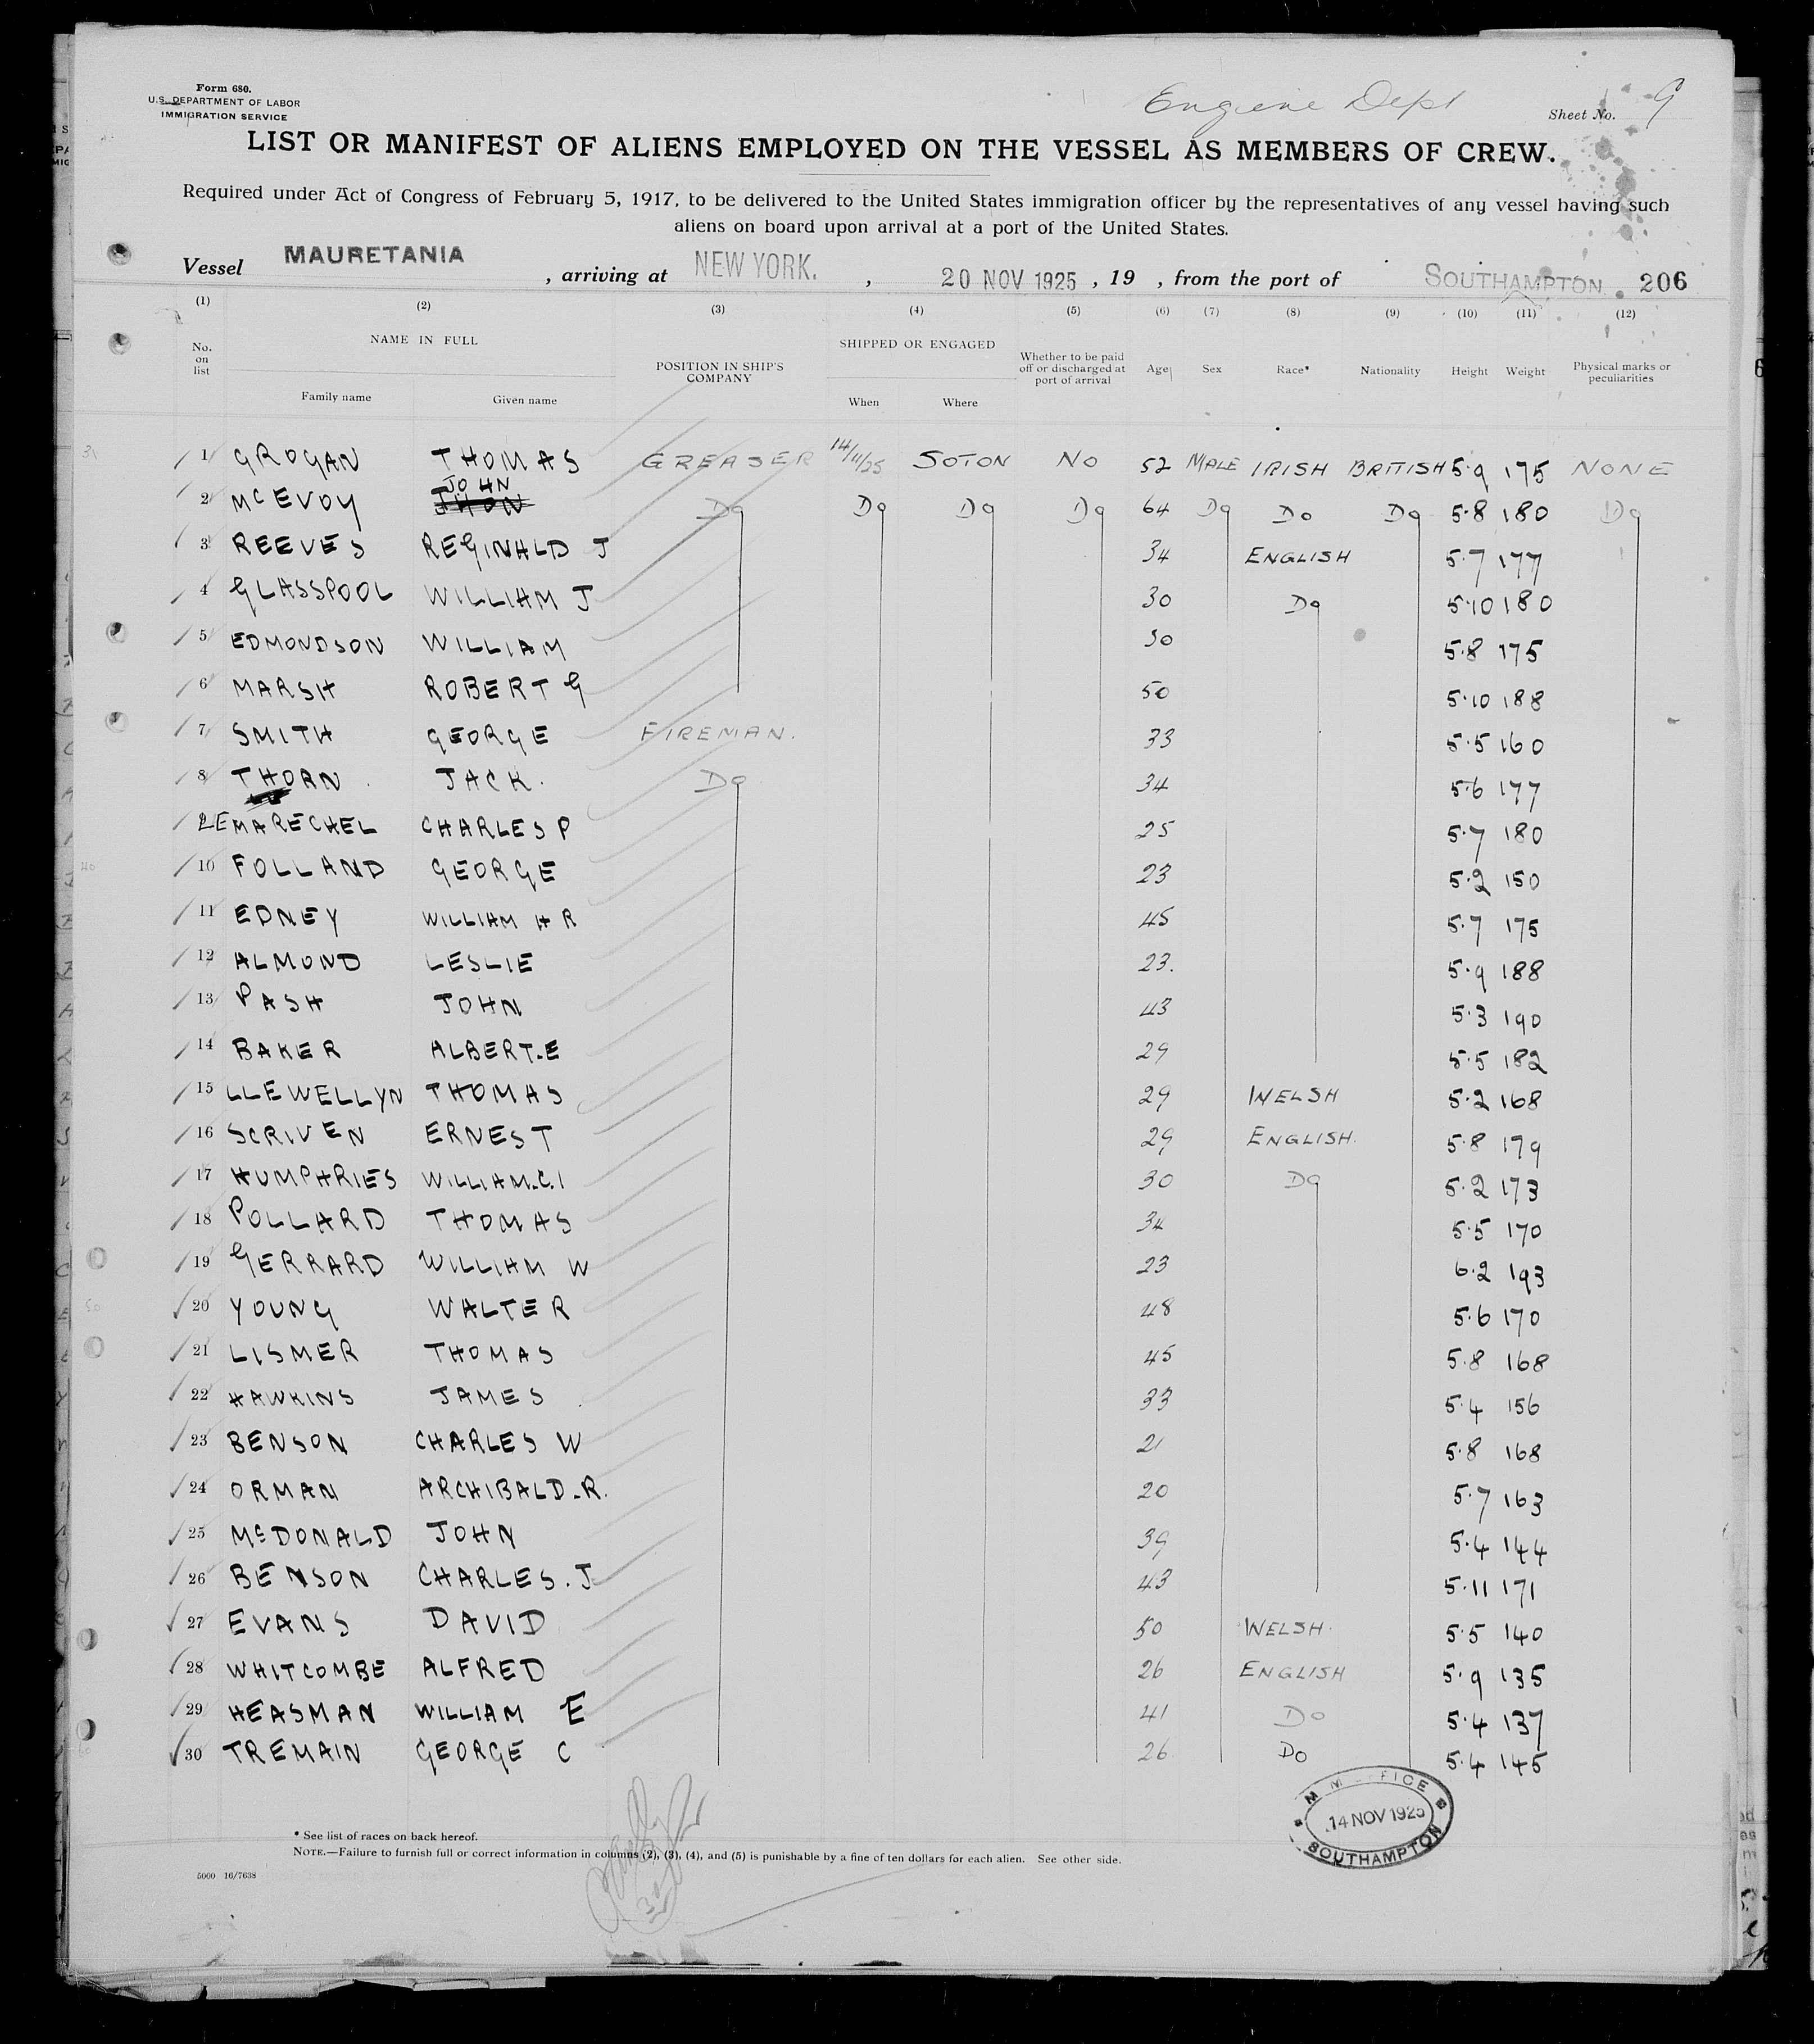 Form 680.
U.S. DEPARTMENT OF LABOR
IMMIGRATION SERVICE
Engine Dept
Sheet No. 9
LIST OR MANIFEST OF ALIENS EMPLOYED ON THE VESSEL AS MEMBERS OF CREW.
Required under Act of Congress of February 5, 1917, to be delivered to the United States immigration officer by the representatives of any vessel having such
aliens on board upon arrival at a port of the United States.
Vessel MAURETANIA , arriving at NEW YORK. , 20 NOV 1925 , 19 , from the port of SOUTHAMPTON. 206
(1) (2) (3) (4) (5) (6) (7) (8) (9) (10) (11) (12)
No. on list NAME IN FULL Family name Given name POSITION IN SHIP'S COMPANY SHIPPED OR ENGAGED When Where Whether to be paid off or discharged at port of arrival Age Sex Race* Nationality Height Weight Physical marks or peculiarities
1 GROGAN THOMAS GREASER 14/11/25 SOTON NO 52 MALE IRISH BRITISH 5.9 175 NONE
2 McEVOY JOHN Do Do Do Do 64 Do Do Do 5.8 180 Do
3 REEVES REGINALD J 34 ENGLISH 5.7 177
4 GLASSPOOL WILLIAM J 30 Do 5.10 180
5 EDMONDSON WILLIAM 30 5.8 175
6 MARSH ROBERT G 50 5.10 188
7 SMITH GEORGE FIREMAN. 33 5.5 160
8 THORN JACK. Do 34 5.6 177
LEMARECHEL CHARLES P 25 5.7 180
10 FOLLAND GEORGE 23 5.2 150
11 EDNEY WILLIAM H R 45 5.7 175
12 ALMOND LESLIE 23. 5.9 188
13 PASH JOHN 43 5.3 190
14 BAKER ALBERT.E 29 5.5 182
15 LLEWELLYN THOMAS 29 WELSH 5.2 168
16 SCRIVEN ERNEST 29 ENGLISH. 5.8 179
17 HUMPHRIES WILLIAM.C.I 30 Do 5.2 173
18 POLLARD THOMAS 34 5.5 170
19 GERRARD WILLIAM W 23 6.2 193
20 YOUNG WALTER 48 5.6 170
21 LISMER THOMAS 45 5.8 168
22 HAWKINS JAMES 33 5.4 156
23 BENSON CHARLES W 21 5.8 168
24 ORMAN ARCHIBALD.R. 20 5.7 163
25 McDONALD JOHN 39 5.4 144
26 BENSON CHARLES.J 43 5.11 171
27 EVANS DAVID 50 WELSH. 5.5 140
28 WHITCOMBE ALFRED 26 ENGLISH 5.9 135
29 HEASMAN WILLIAM E 41 Do 5.4 137
30 TREMAIN GEORGE C 26 Do 5.4 145
14 NOV 1925
SOUTHAMPTON
* See list of races on back hereof.
NOTE.—Failure to furnish full or correct information in columns (2), (3), (4), and (5) is punishable by a fine of ten dollars for each alien. See other side.
5000 16/7638